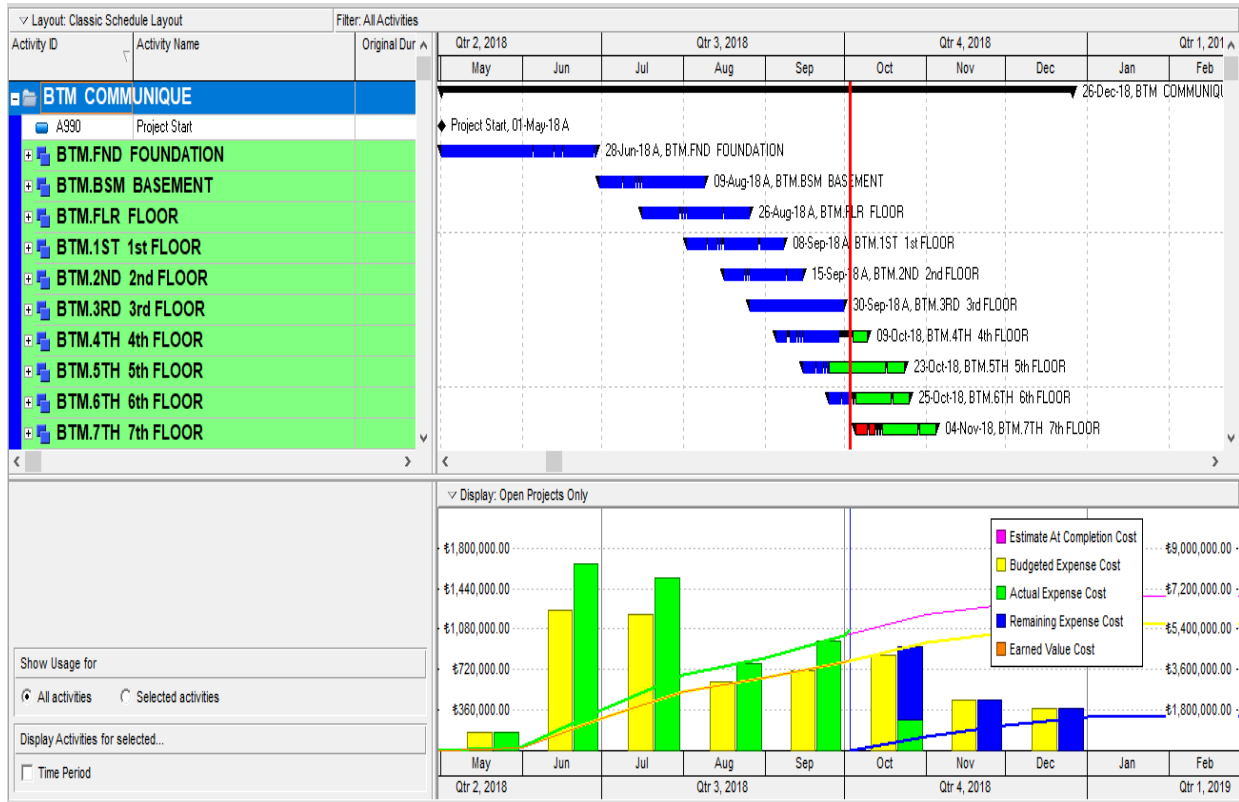 Layout: Classic Schedule Layout
Filter: All Activities
Activity ID
Activity Name
Original Dur
Qtr 2, 2018
Qtr 3, 2018
Qtr 4, 2018
Qtr 1, 201
May
Jun
Jul
Aug
Sep
Oct
Nov
Dec
Jan
Feb
BTM COMMUNIQUE
26-Dec-18, BTM COMMUNIQU
A990
Project Start
Project Start, 01-May-18 A
BTM.FND FOUNDATION
28-Jun-18 A, BTM.FND FOUNDATION
BTM.BSM BASEMENT
09-Aug-18 A, BTM.BSM BASEMENT
BTM.FLR FLOOR
26-Aug-18 A, BTM.FLR FLOOR
BTM.1ST 1st FLOOR
08-Sep-18 A, BTM.1ST 1st FLOOR
BTM.2ND 2nd FLOOR
15-Sep-18 A, BTM.2ND 2nd FLOOR
BTM.3RD 3rd FLOOR
30-Sep-18 A, BTM.3RD 3rd FLOOR
BTM.4TH 4th FLOOR
09-Oct-18, BTM.4TH 4th FLOOR
BTM.5TH 5th FLOOR
23-Oct-18, BTM.5TH 5th FLOOR
BTM.6TH 6th FLOOR
25-Oct-18, BTM.6TH 6th FLOOR
BTM.7TH 7th FLOOR
04-Nov-18, BTM.7TH 7th FLOOR
Display: Open Projects Only
Show Usage for
All activities
Selected activities
Display Activities for selected...
Time Period
₺1,800,000.00
₺1,440,000.00
₺1,080,000.00
₺720,000.00
₺360,000.00
Estimate At Completion Cost
Budgeted Expense Cost
Actual Expense Cost
Remaining Expense Cost
Earned Value Cost
₺9,000,000.00
₺7,200,000.00
₺5,400,000.00
₺3,600,000.00
₺1,800,000.00
May
Jun
Jul
Aug
Sep
Oct
Nov
Dec
Jan
Feb
Qtr 2, 2018
Qtr 3, 2018
Qtr 4, 2018
Qtr 1, 2019